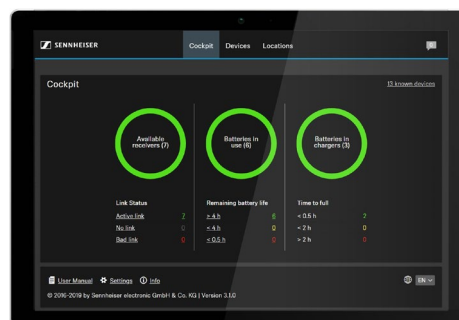 SENNHEISER
Cockpit Devices Locations
0
Cockpit
13 known devices
Available receivers (7)
Batteries in use (6)
Batteries in chargers (3)
Link Status
Active link 7
No link 0
Bad link 0
Remaining battery life
≥ 4 h 6
< 4 h 0
< 0.5 h 0
Time to full
< 0.5 h 2
< 2 h 0
> 2 h 0
User Manual Settings Info
EN
© 2016-2019 by Sennheiser electronic GmbH & Co. KG | Version 3.1.0